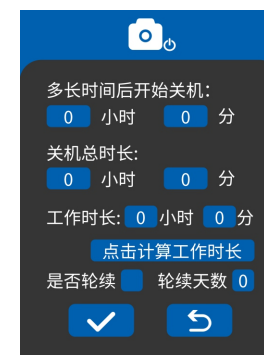 多长时间后开始关机:
0 小时 0 分
关机总时长:
0 小时 0 分
工作时长: 0 小时 0 分
点击计算工作时长
是否轮续 轮续天数 0